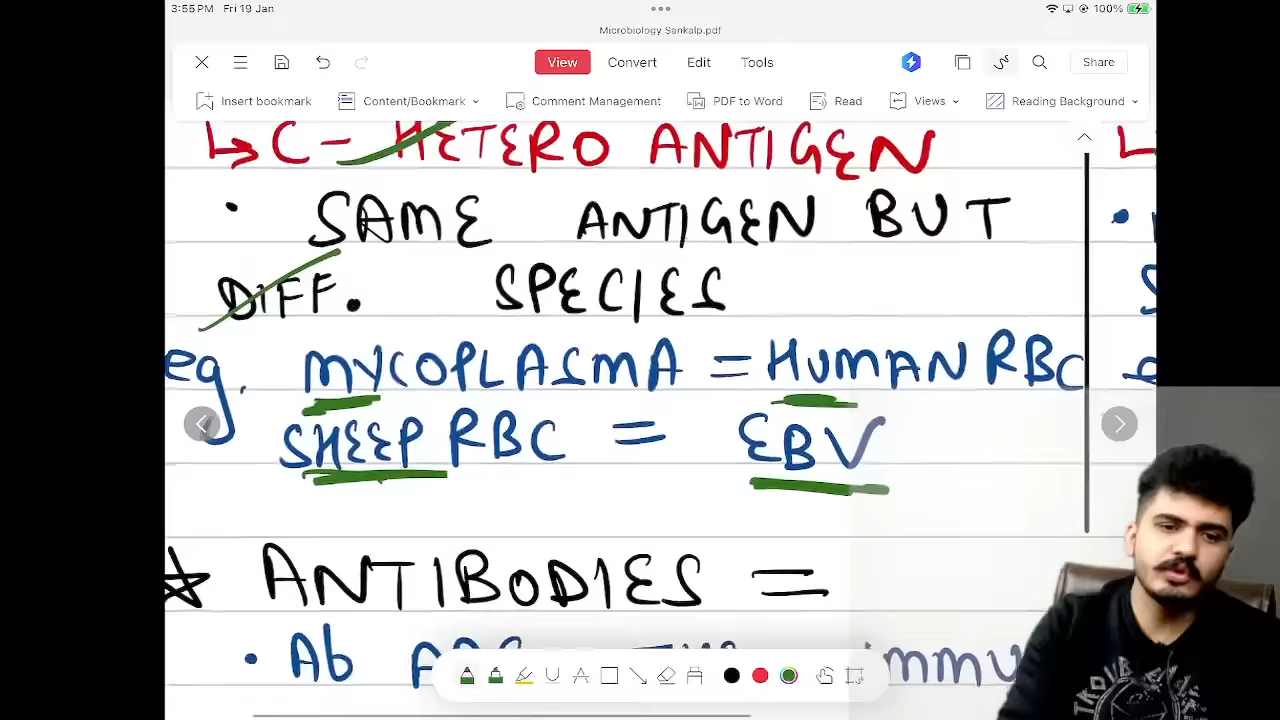 3:55 PM Fri 19 Jan
100%
Microbiology Sankalp.pdf
View Convert Edit Tools Share
Insert bookmark Content/Bookmark Comment Management PDF to Word Read Views Reading Background
↳ C - HETERO ANTIGEN
• SAME ANTIGEN BUT
DIFF. SPECIES
eg. MYCOPLASMA = HUMAN RBC
SHEEP RBC = EBV
☆ ANTIBODIES =
• Ab